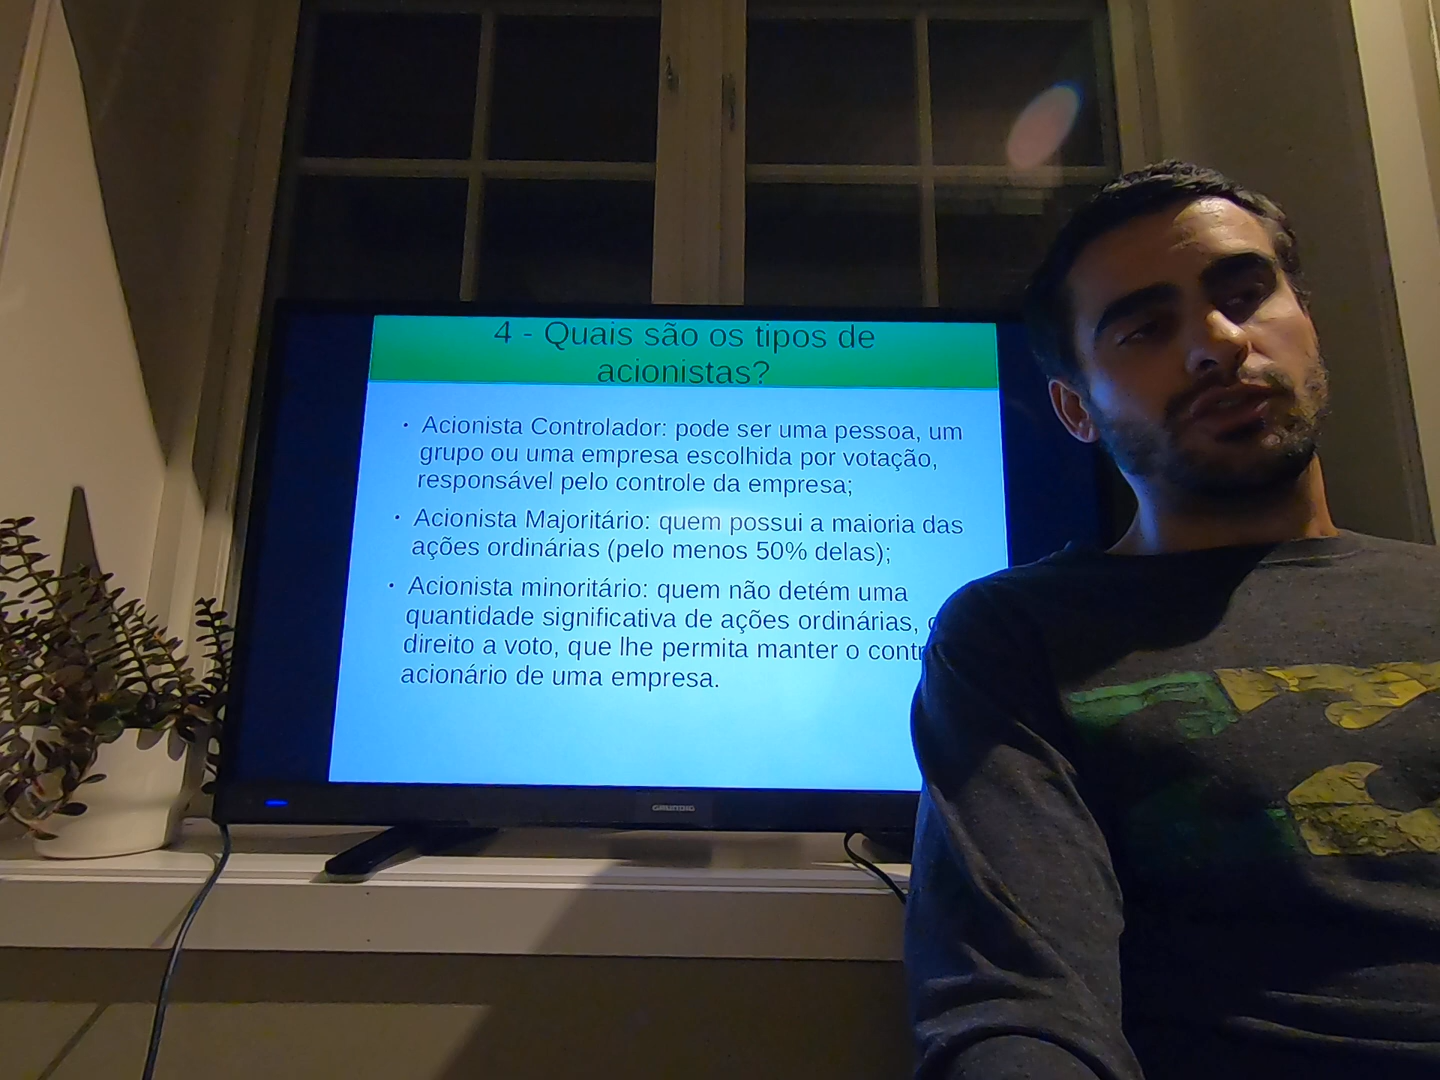 4 - Quais são os tipos de
acionistas?
• Acionista Controlador: pode ser uma pessoa, um
grupo ou uma empresa escolhida por votação,
responsável pelo controle da empresa;
• Acionista Majoritário: quem possui a maioria das
ações ordinárias (pelo menos 50% delas);
• Acionista minoritário: quem não detém uma
quantidade significativa de ações ordinárias,
direito a voto, que lhe permita manter o
acionário de uma empresa.
GRUNDIG